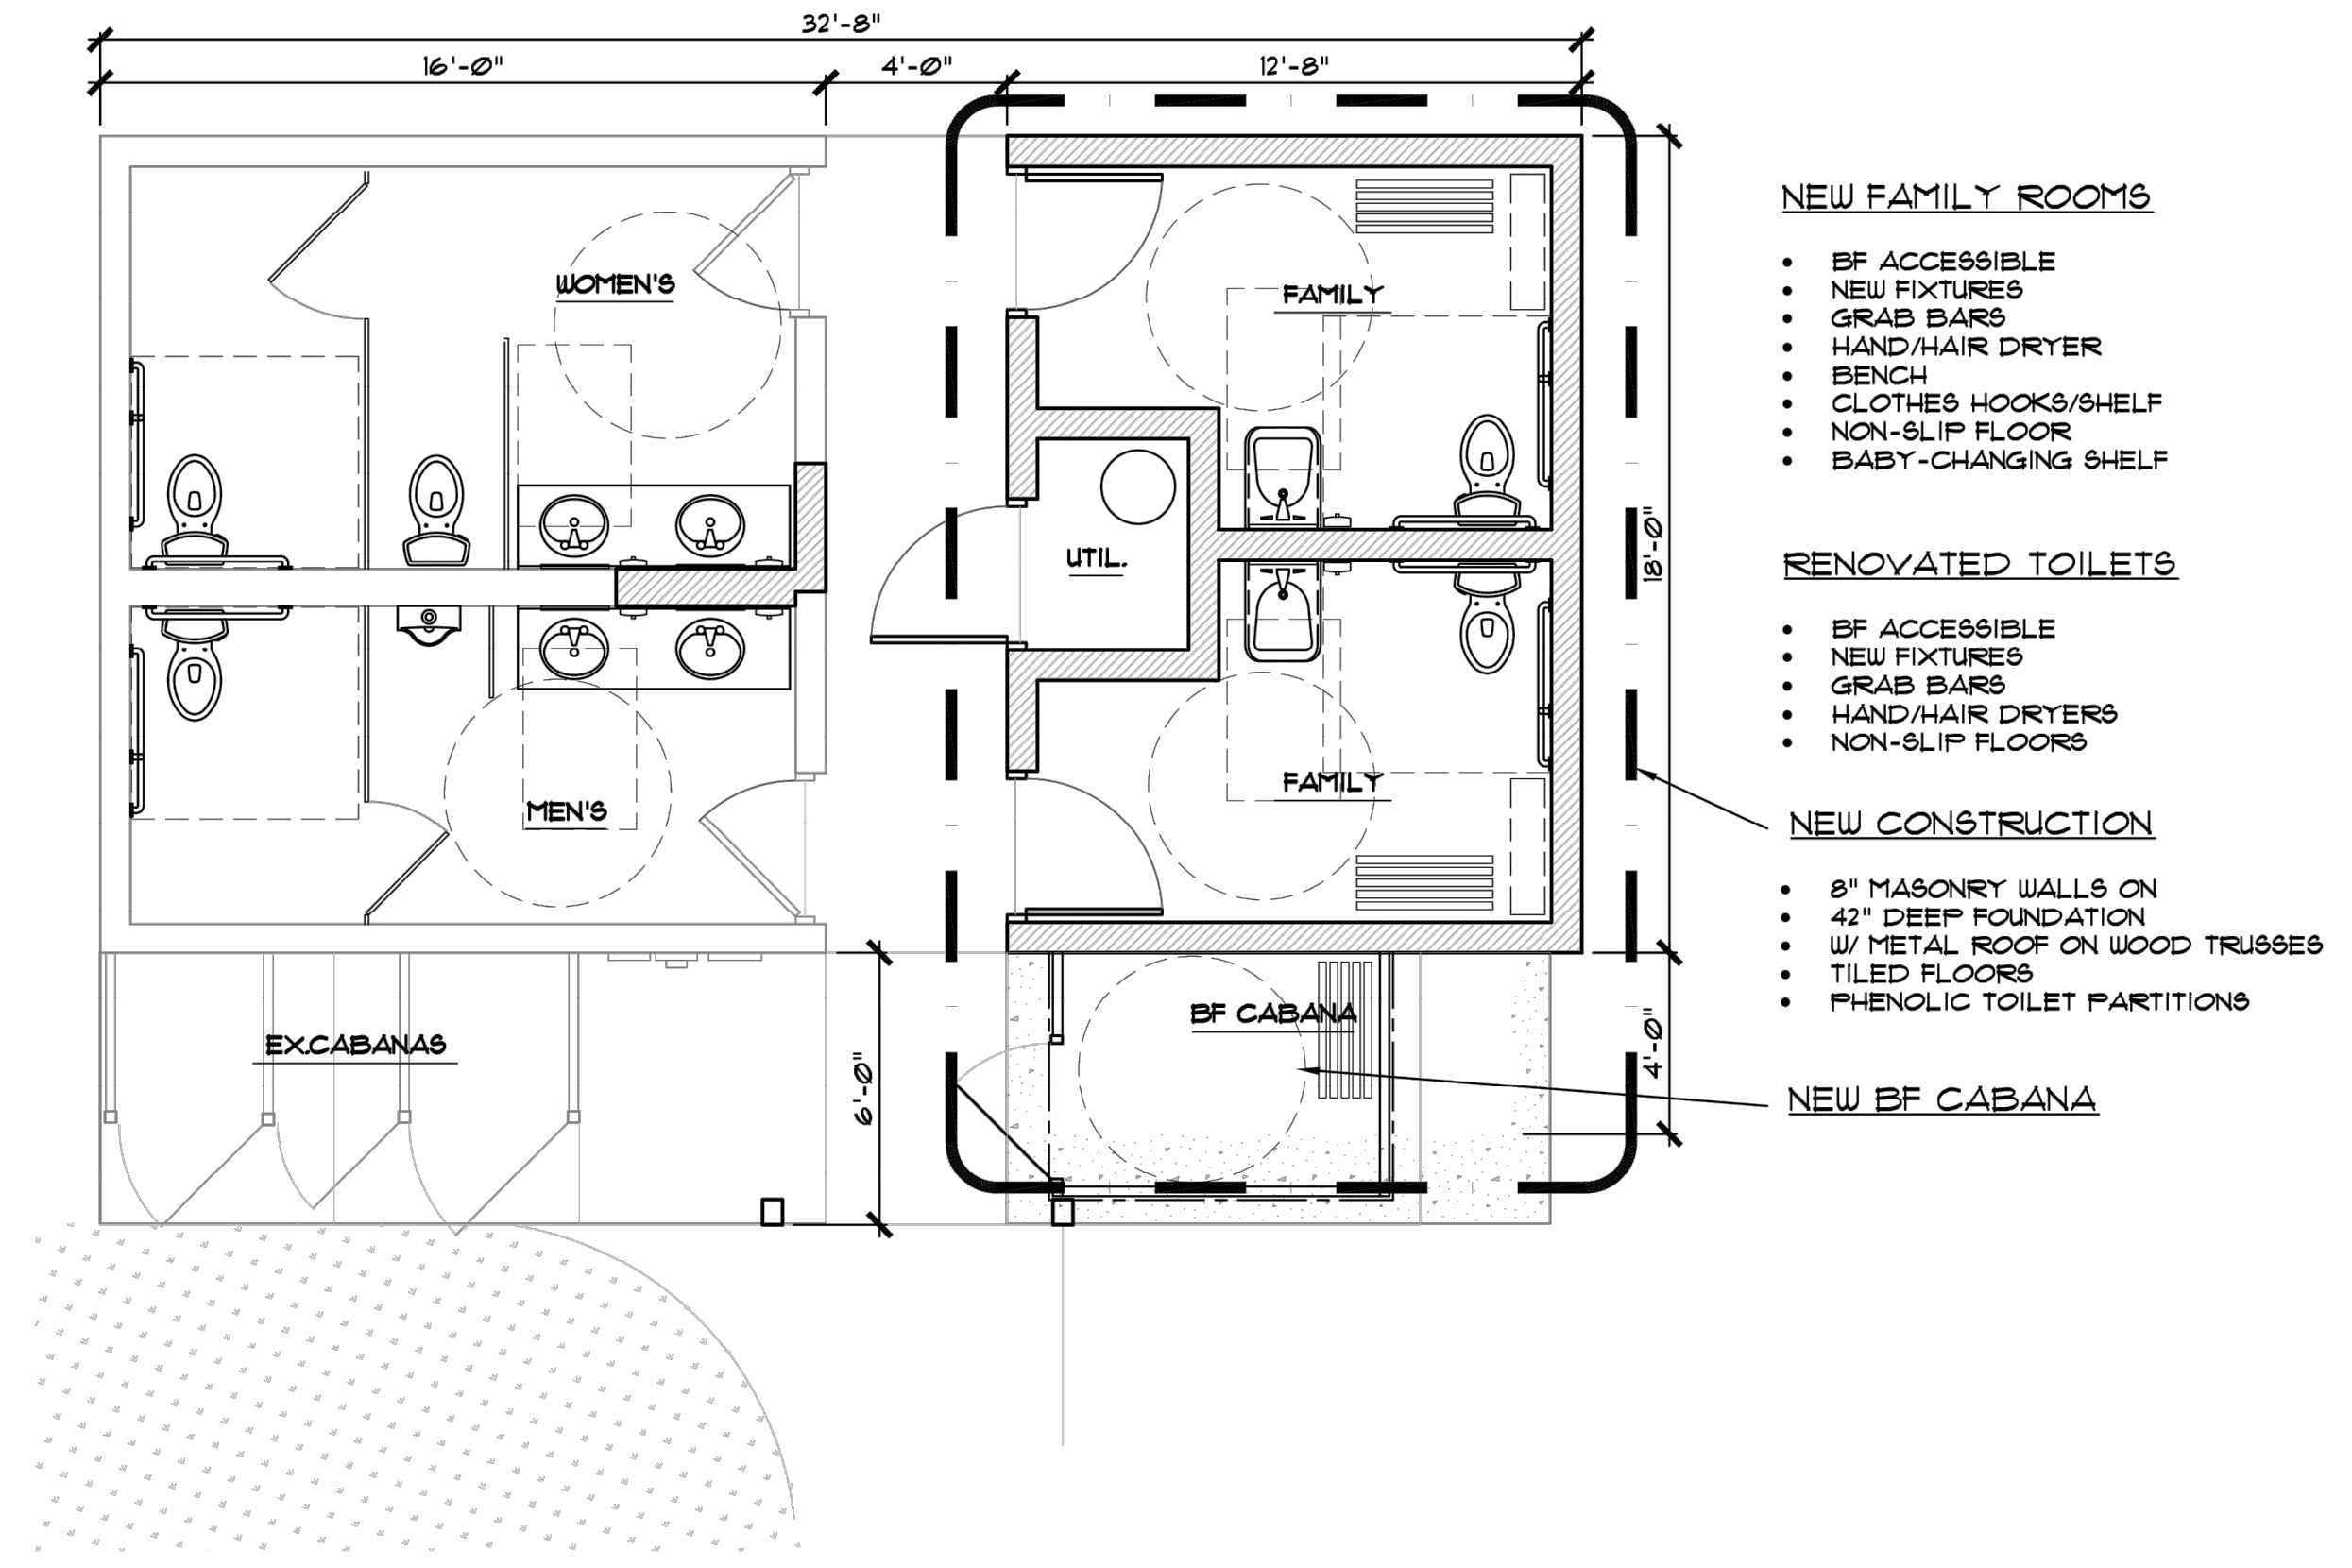 32'-8"
16'-0"
4'-0"
12'-8"
WOMEN'S
FAMILY
UTIL.
18'-0"
MEN'S
FAMILY
EX.CABANAS
6'-0"
BF CABANA
4'-0"
NEW FAMILY ROOMS
• BF ACCESSIBLE
• NEW FIXTURES
• GRAB BARS
• HAND/HAIR DRYER
• BENCH
• CLOTHES HOOKS/SHELF
• NON-SLIP FLOOR
• BABY-CHANGING SHELF
RENOVATED TOILETS
• BF ACCESSIBLE
• NEW FIXTURES
• GRAB BARS
• HAND/HAIR DRYERS
• NON-SLIP FLOORS
NEW CONSTRUCTION
• 8" MASONRY WALLS ON
• 42" DEEP FOUNDATION
• W/ METAL ROOF ON WOOD TRUSSES
• TILED FLOORS
• PHENOLIC TOILET PARTITIONS
NEW BF CABANA